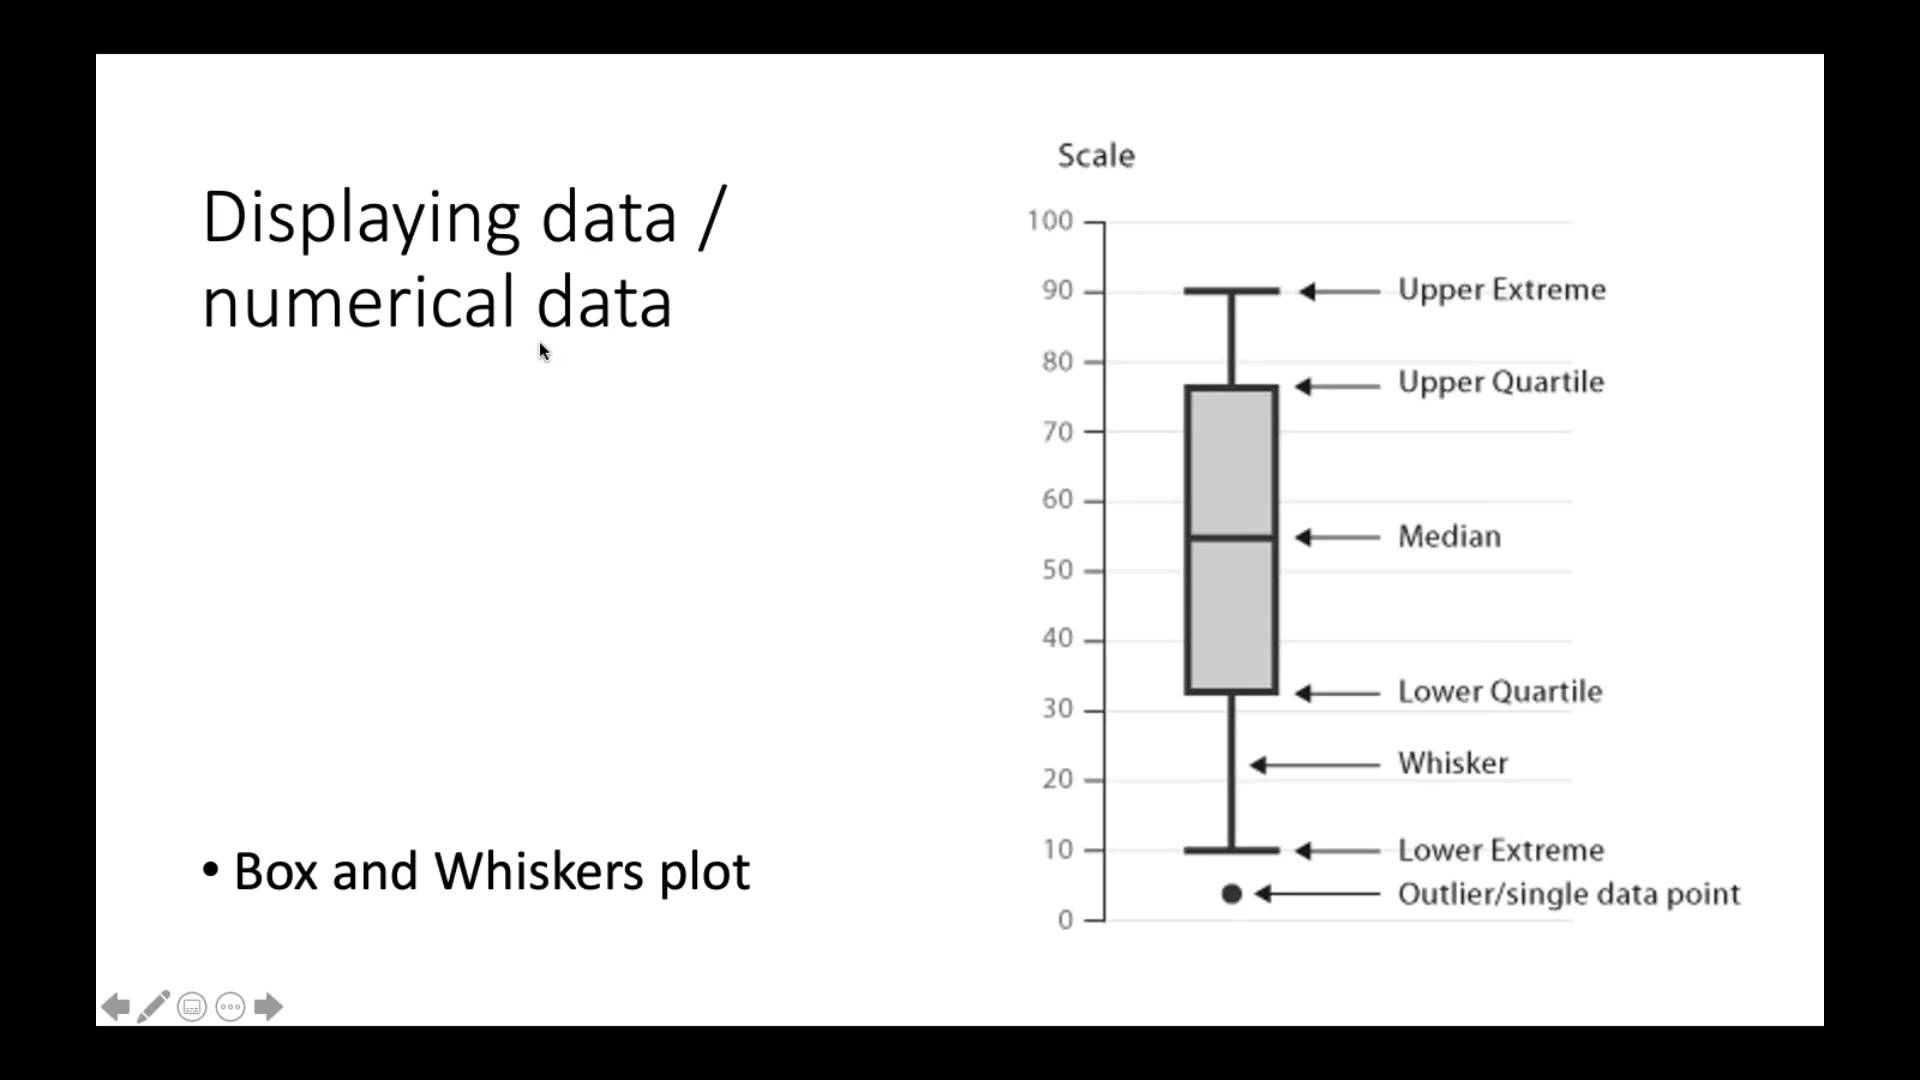 Displaying data /
numerical data
• Box and Whiskers plot
Scale
100
90
80
70
60
50
40
30
20
10
0
Upper Extreme
Upper Quartile
Median
Lower Quartile
Whisker
Lower Extreme
Outlier/single data point